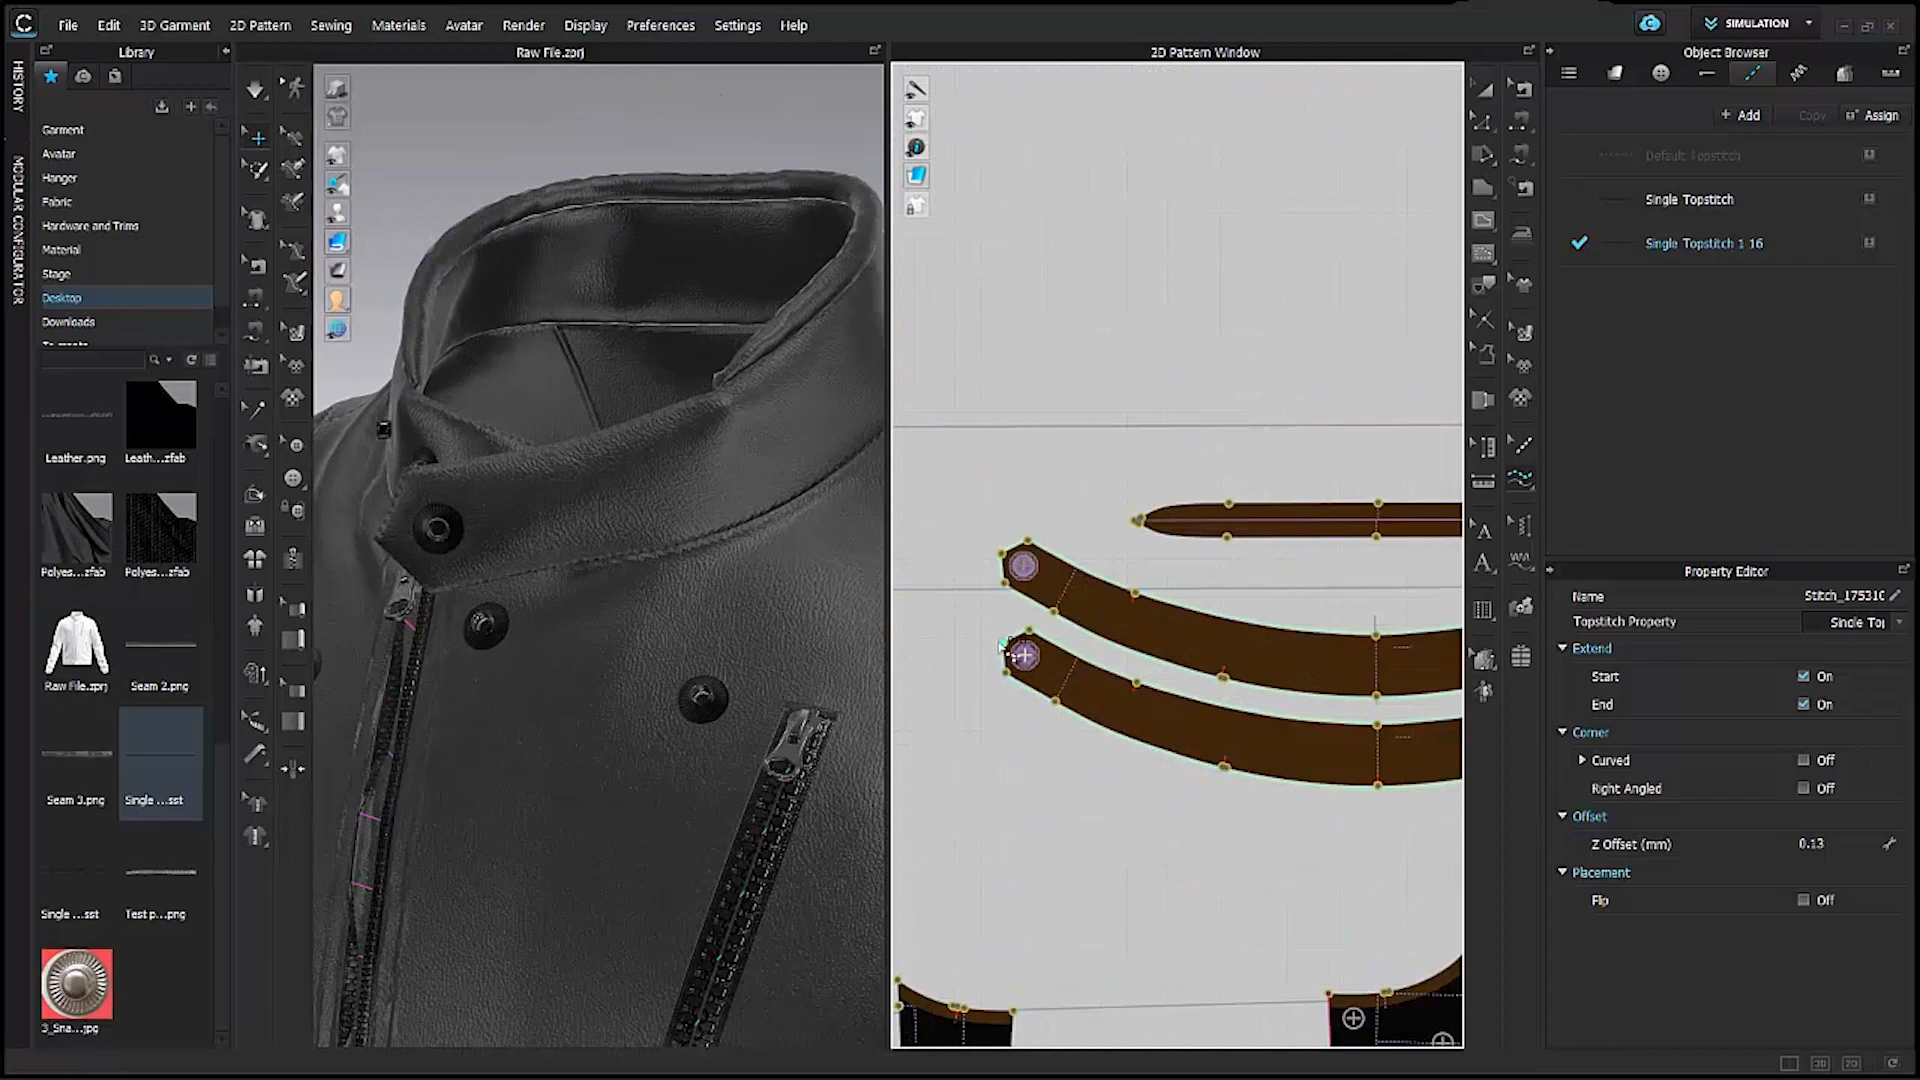 File Edit 3D Garment 2D Pattern Sewing Materials Avatar Render Display Preferences Settings Help
SIMULATION
Library
Raw File.zprj
2D Pattern Window
Object Browser
HISTORY
MODULAR CONFIGURATOR
Garment
Avatar
Hanger
Fabric
Hardware and Trims
Material
Stage
Desktop
Downloads
Leather.png
Leath...zfab
Polyes...zfab
Polyes...zfab
Raw File.zprj
Seam 2.png
Seam 3.png
Single ...sst
Single ...sst
Test p...png
3_Sna...jpg
+ Add
Copy
Assign
Default Topstitch
Single Topstitch
Single Topstitch 1 16
Property Editor
Name
Stitch_17531
Topstitch Property
Single To
Extend
Start
On
End
On
Corner
Curved
Off
Right Angled
Off
Offset
Z Offset (mm)
0.13
Placement
Flip
Off
3D
2D